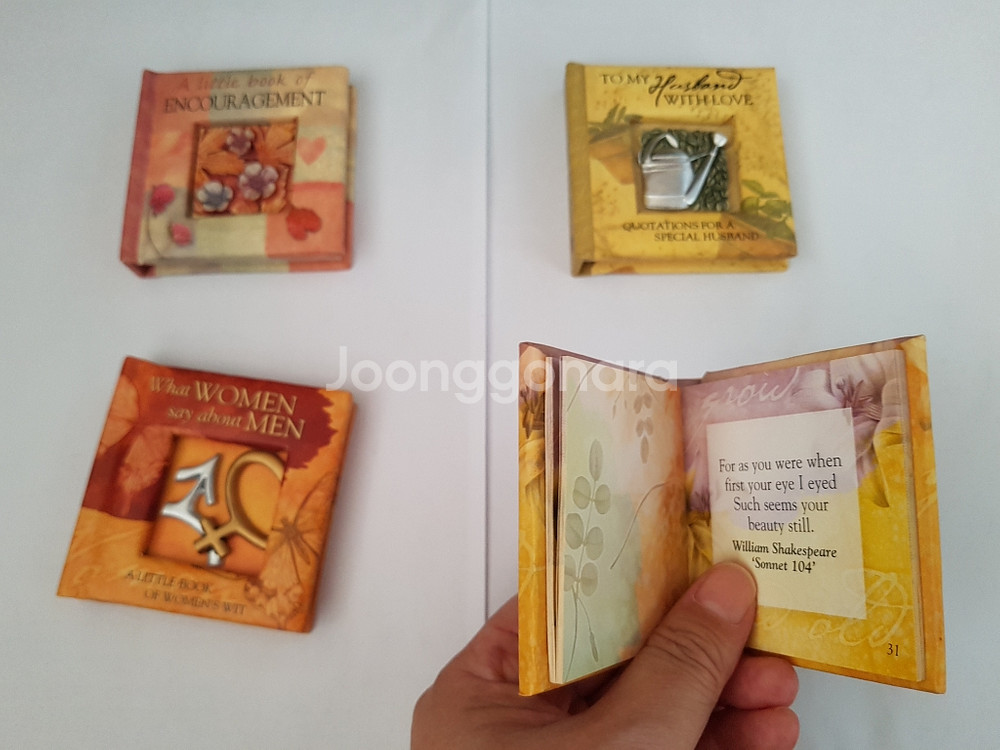 A little book of
ENCOURAGEMENT
TO MY Husband
WITH LOVE
QUOTATIONS FOR A
SPECIAL HUSBAND
Joonggonara
What WOMEN
say about MEN
A LITTLE BOOK
OF WOMEN'S WIT
grow
For as you were when
first your eye I eyed
Such seems your
beauty still.
William Shakespeare
'Sonnet 104'
old
31